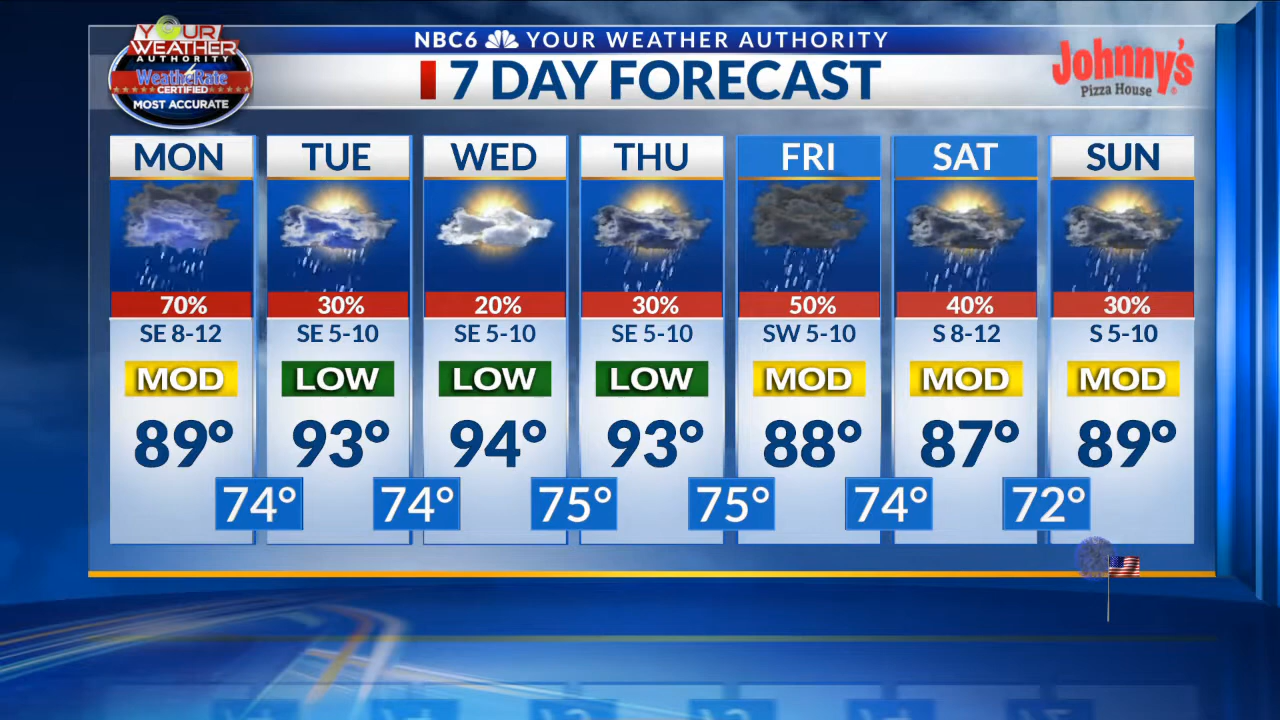 YOUR
WEATHER
AUTHORITY
WeatheRate
CERTIFIED
MOST ACCURATE
NBC6 YOUR WEATHER AUTHORITY
7 DAY FORECAST
Johnny's
Pizza House
MON TUE WED THU FRI SAT SUN
70% 30% 20% 30% 50% 40% 30%
SE 8-12 SE 5-10 SE 5-10 SE 5-10 SW 5-10 S 8-12 S 5-10
MOD LOW LOW LOW MOD MOD MOD
89° 93° 94° 93° 88° 87° 89°
74° 74° 75° 75° 74° 72°